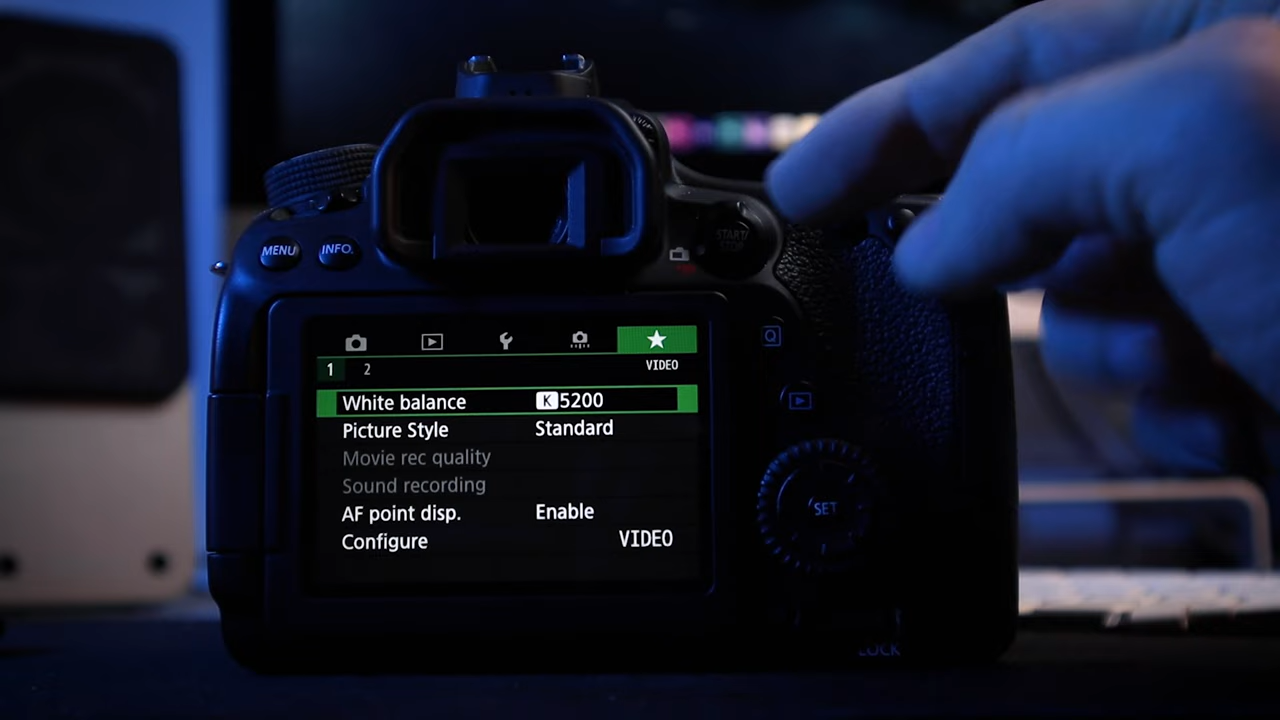 MENU INFO.
START/
STOP
Q
1 2 VIDEO
White balance K 5200
Picture Style Standard
Movie rec quality
Sound recording
AF point disp. Enable
Configure VIDEO
SET
LOCK